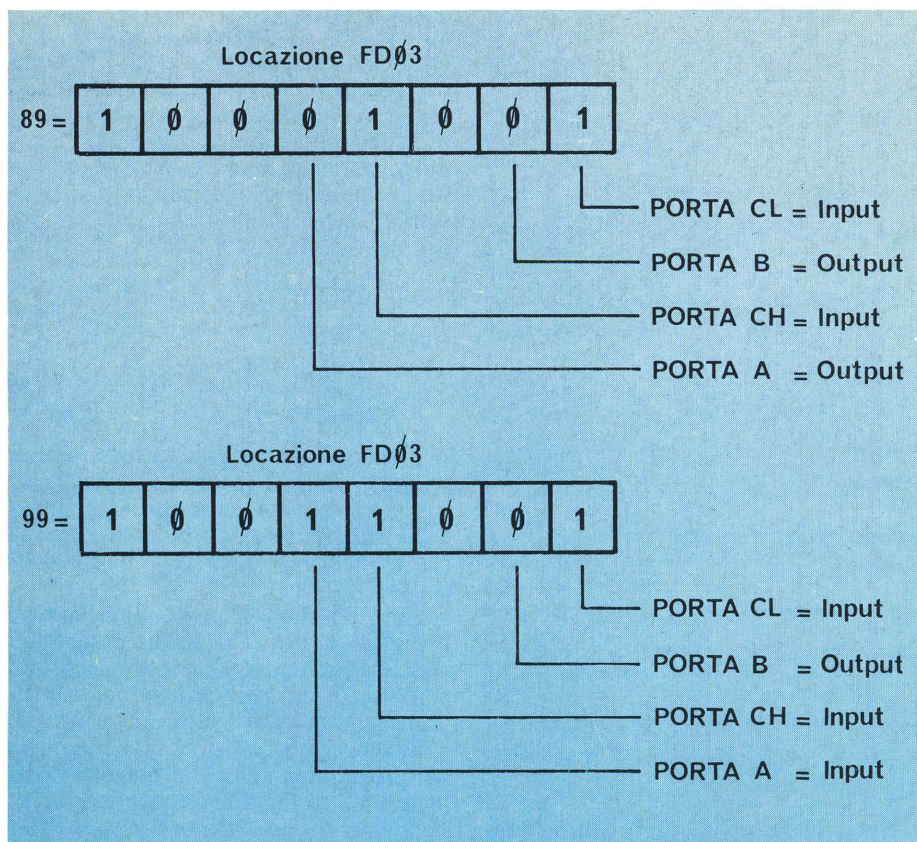 Locazione FDØ3
89 = 1 Ø Ø Ø 1 Ø Ø 1
PORTA CL = Input
PORTA B = Output
PORTA CH = Input
PORTA A = Output
Locazione FDØ3
99 = 1 Ø Ø 1 1 Ø Ø 1
PORTA CL = Input
PORTA B = Output
PORTA CH = Input
PORTA A = Input